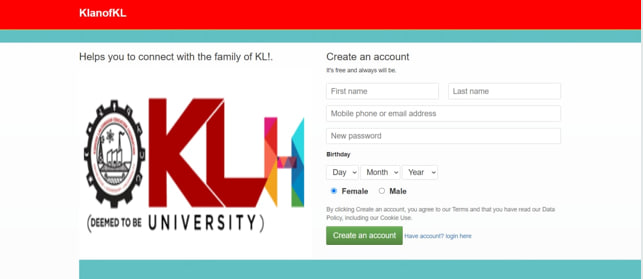 KlanofKL
Helps you to connect with the family of KL!.
KLH
(DEEMED TO BE UNIVERSITY)
Create an account
It's free and always will be.
First name
Last name
Mobile phone or email address
New password
Birthday
Day Month Year
Female Male
By clicking Create an account, you agree to our Terms and that you have read our Data
Policy, including our Cookie Use.
Create an account Have account? login here